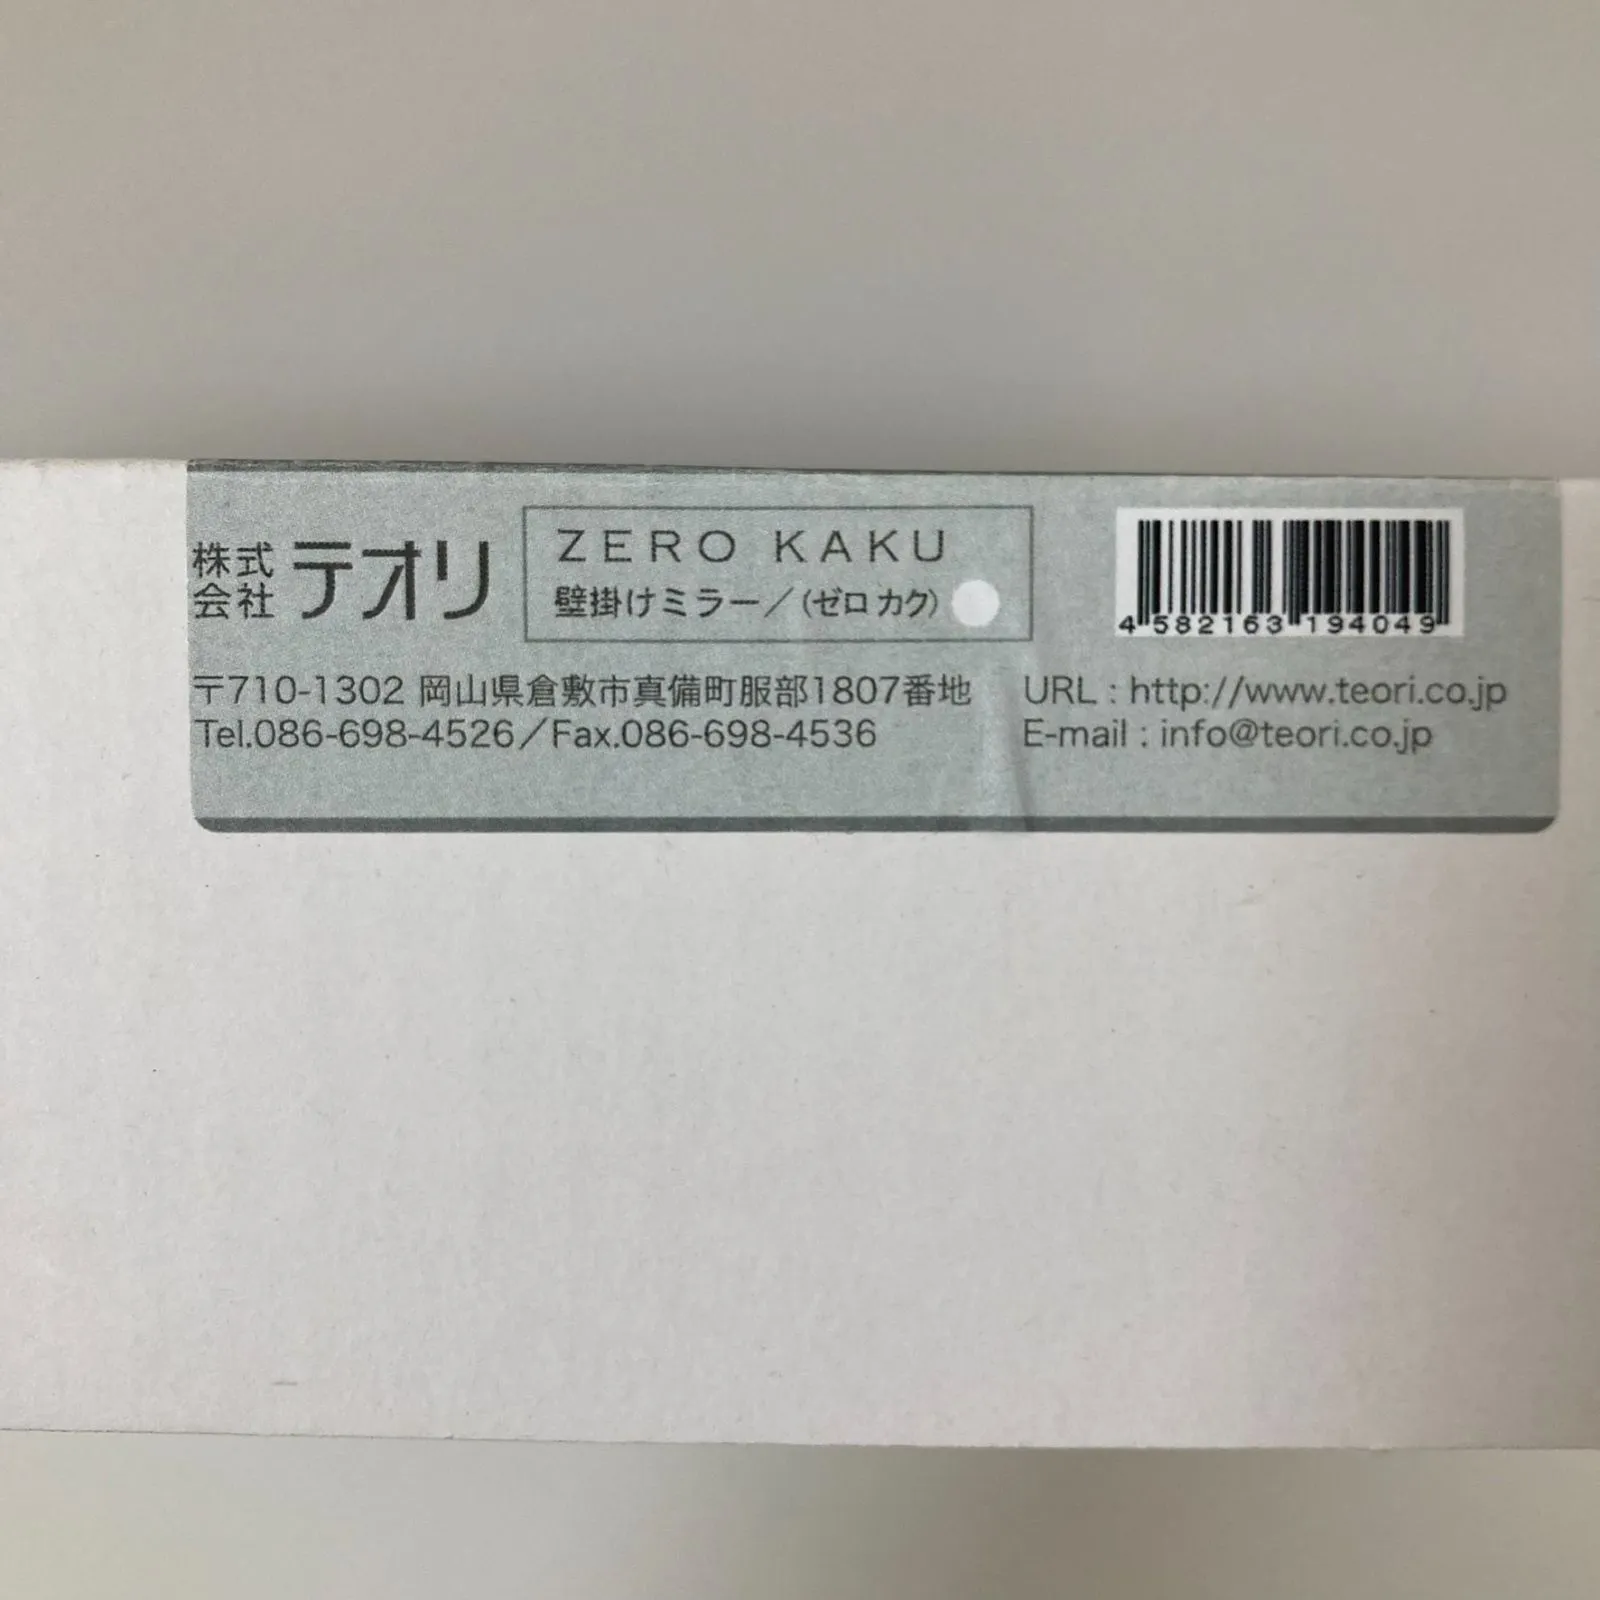 株式会社 テオリ
ZERO KAKU
壁掛けミラー／(ゼロ カク)
4 582163 194049
〒710-1302 岡山県倉敷市真備町服部1807番地
Tel.086-698-4526／Fax.086-698-4536
URL : http://www.teori.co.jp
E-mail : info@teori.co.jp